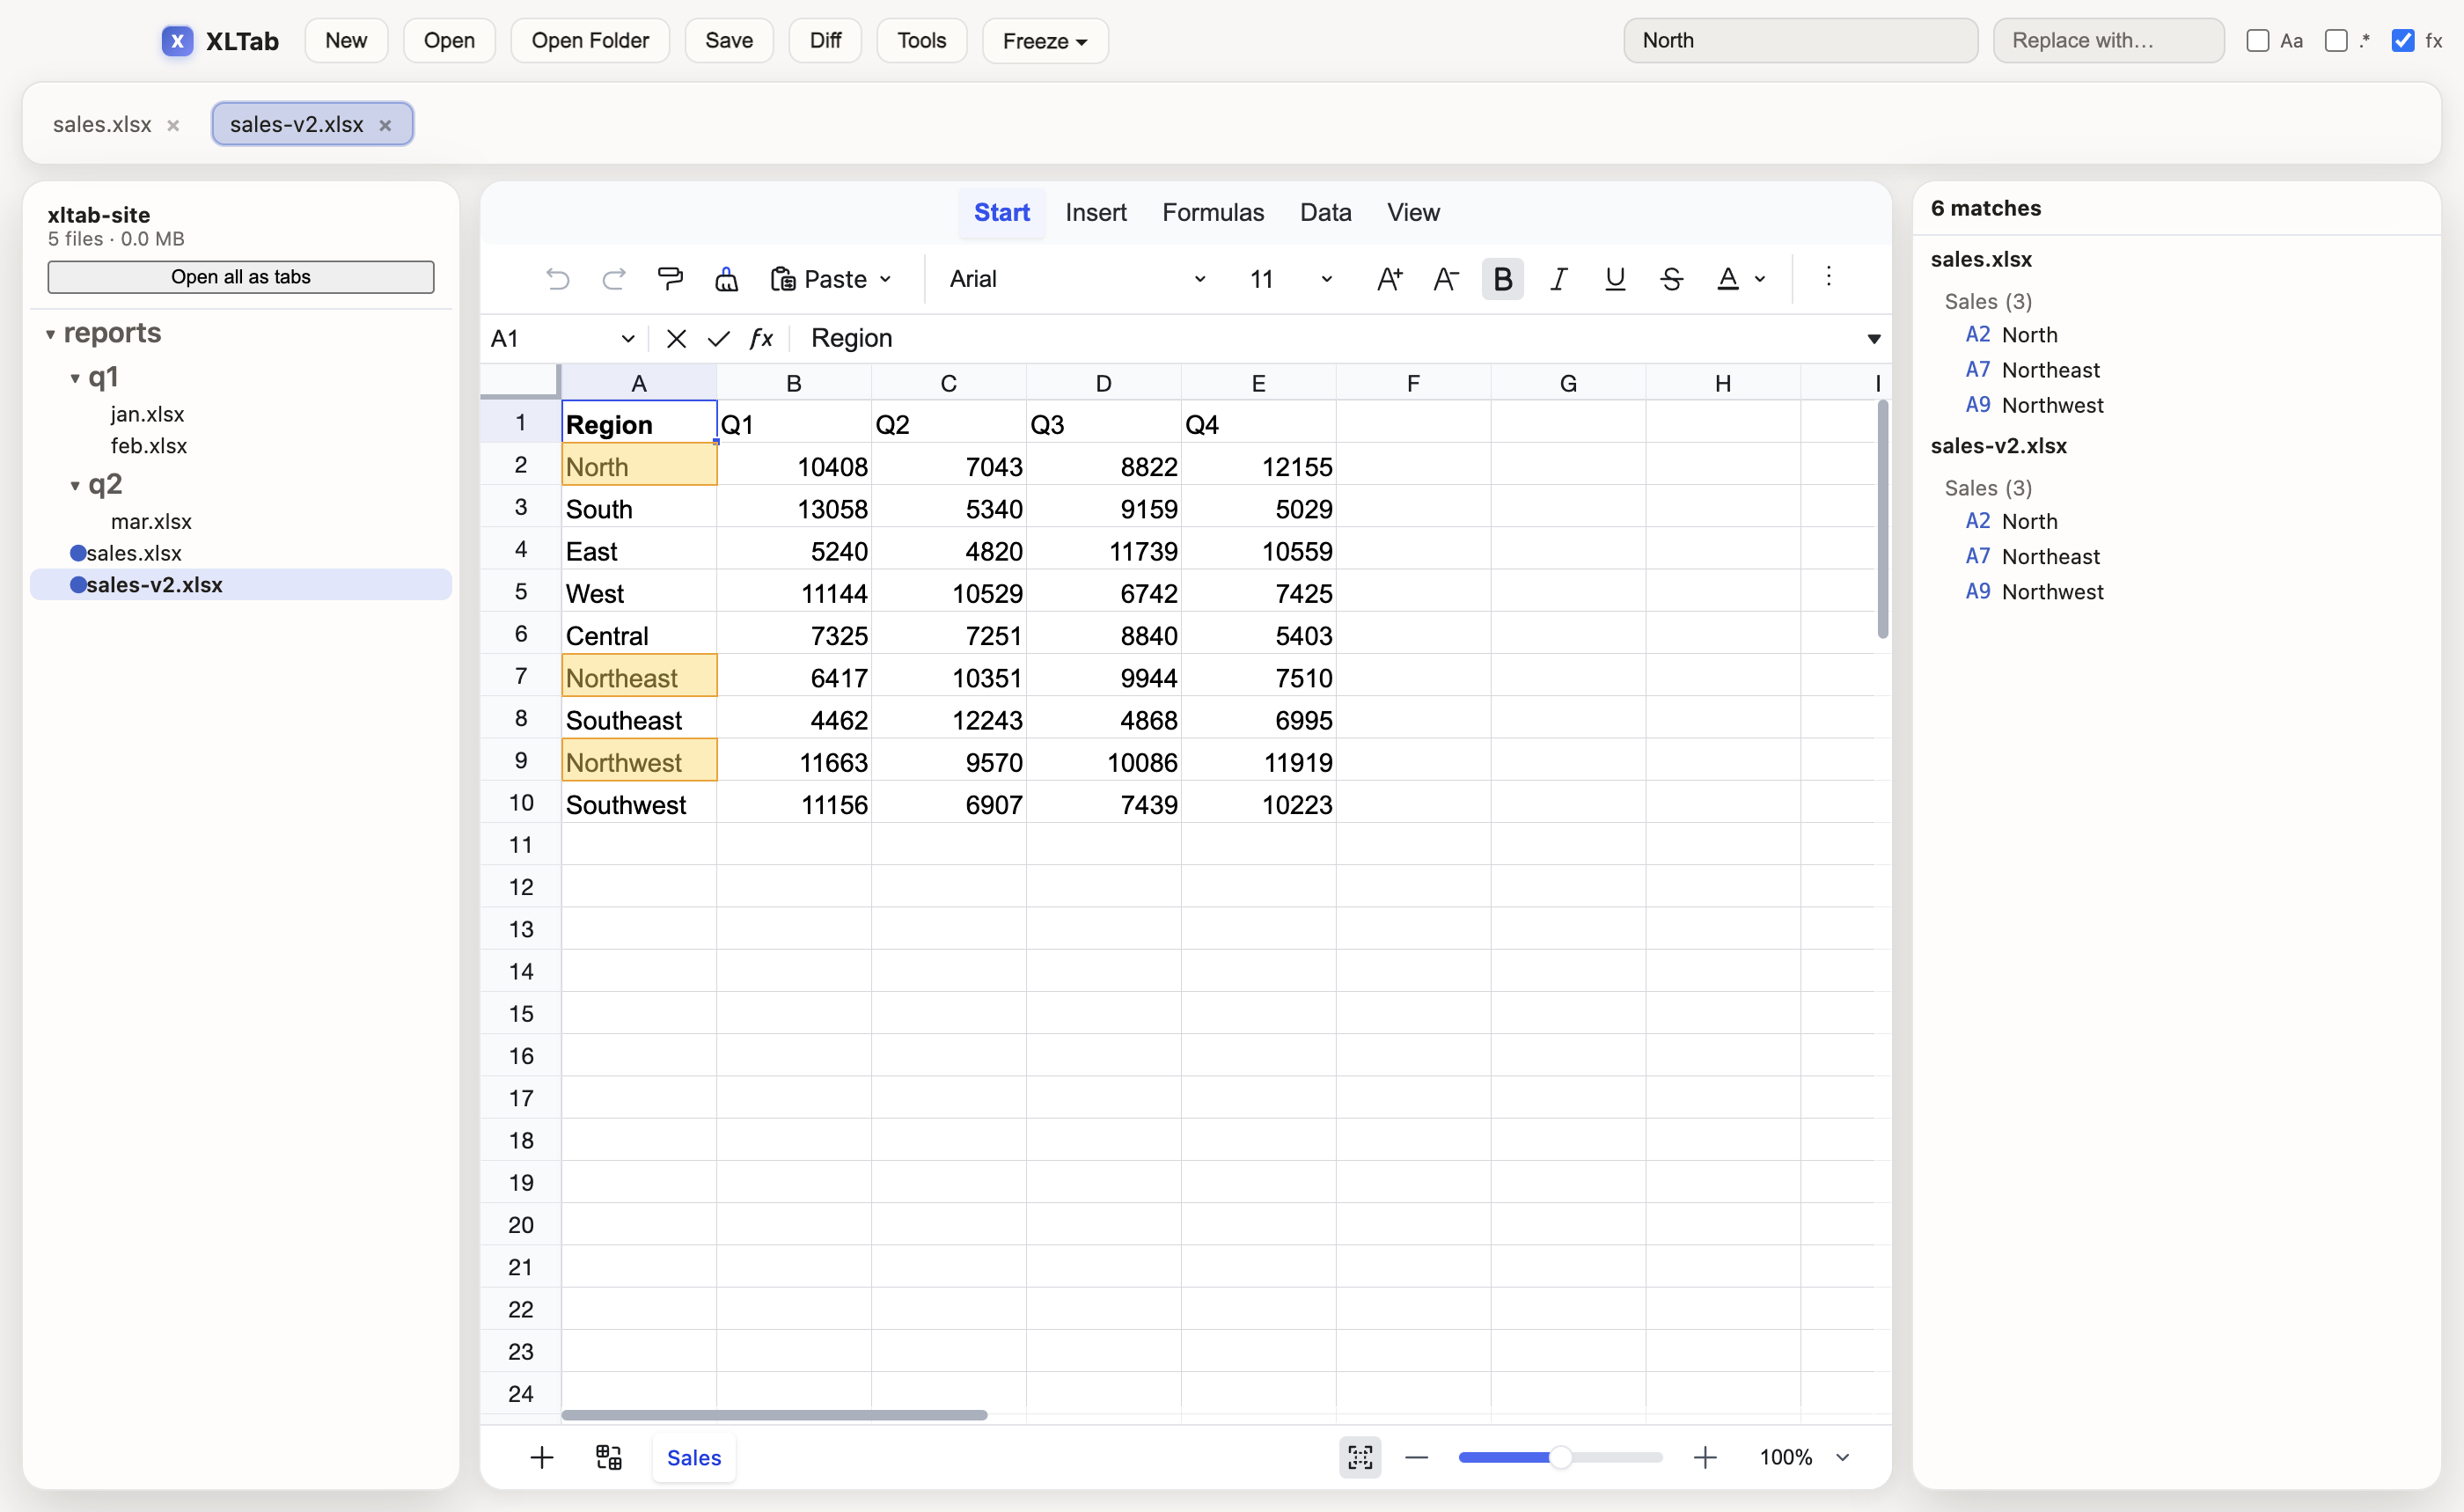 X XLTab New Open Open Folder Save Diff Tools Freeze North Replace with... Aa .* fx
sales.xlsx × sales-v2.xlsx ×
xltab-site
5 files · 0.0 MB
Open all as tabs
reports
q1
jan.xlsx
feb.xlsx
q2
mar.xlsx
sales.xlsx
sales-v2.xlsx
Start Insert Formulas Data View
Paste Arial 11 A+ A- B I U S A
A1 fx Region
A B C D E F G H I
1 Region Q1 Q2 Q3 Q4
2 North 10408 7043 8822 12155
3 South 13058 5340 9159 5029
4 East 5240 4820 11739 10559
5 West 11144 10529 6742 7425
6 Central 7325 7251 8840 5403
7 Northeast 6417 10351 9944 7510
8 Southeast 4462 12243 4868 6995
9 Northwest 11663 9570 10086 11919
10 Southwest 11156 6907 7439 10223
11
12
13
14
15
16
17
18
19
20
21
22
23
24
Sales 100%
6 matches
sales.xlsx
Sales (3)
A2 North
A7 Northeast
A9 Northwest
sales-v2.xlsx
Sales (3)
A2 North
A7 Northeast
A9 Northwest